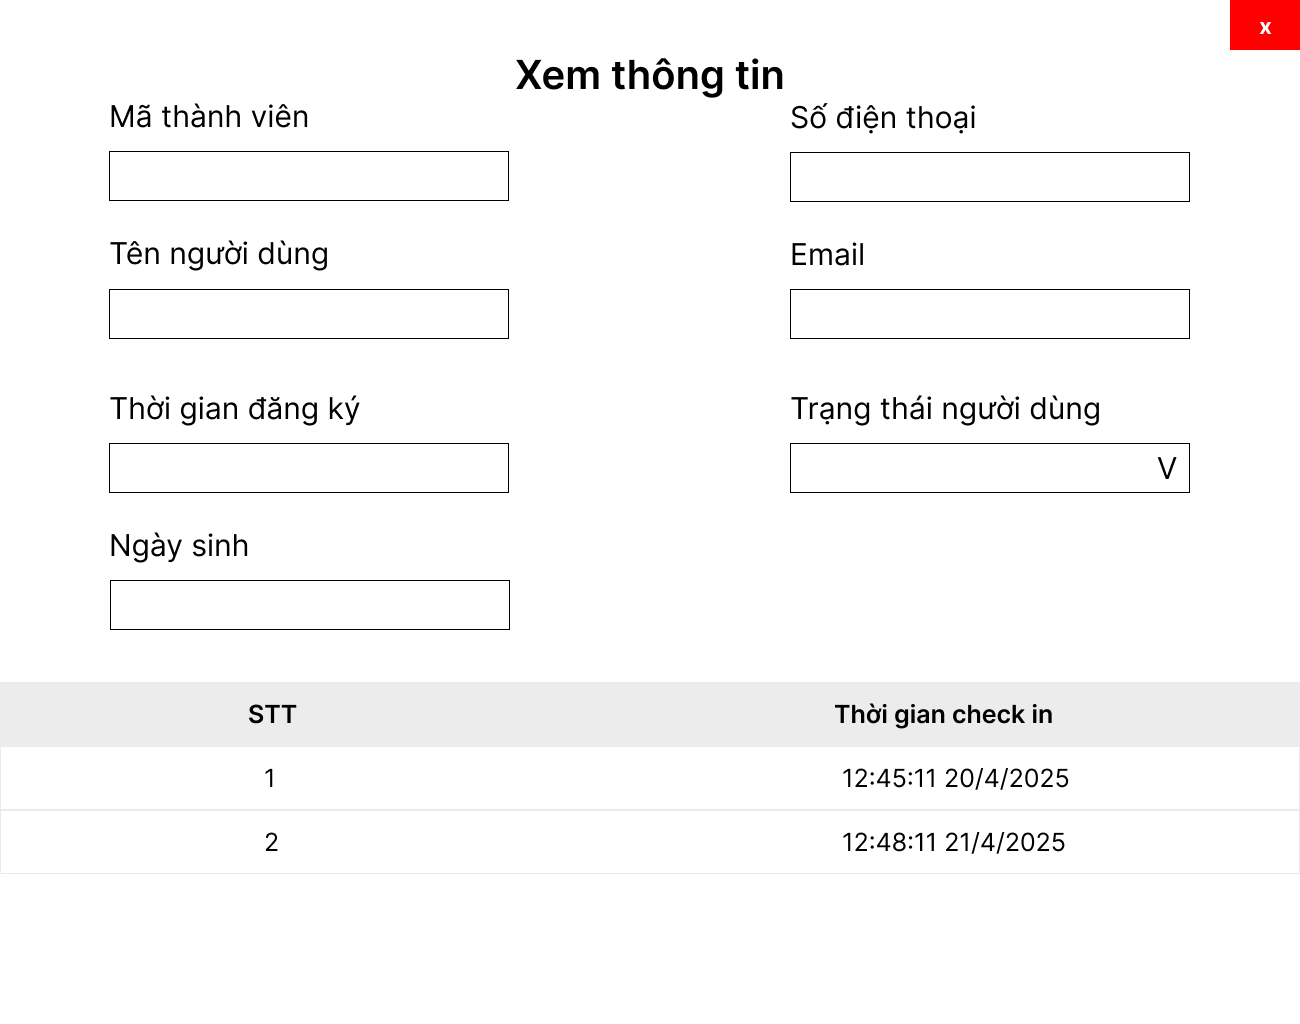 x
Xem thông tin
Mã thành viên
Số điện thoại
Tên người dùng
Email
Thời gian đăng ký
Trạng thái người dùng
V
Ngày sinh
STT Thời gian check in
1 12:45:11 20/4/2025
2 12:48:11 21/4/2025